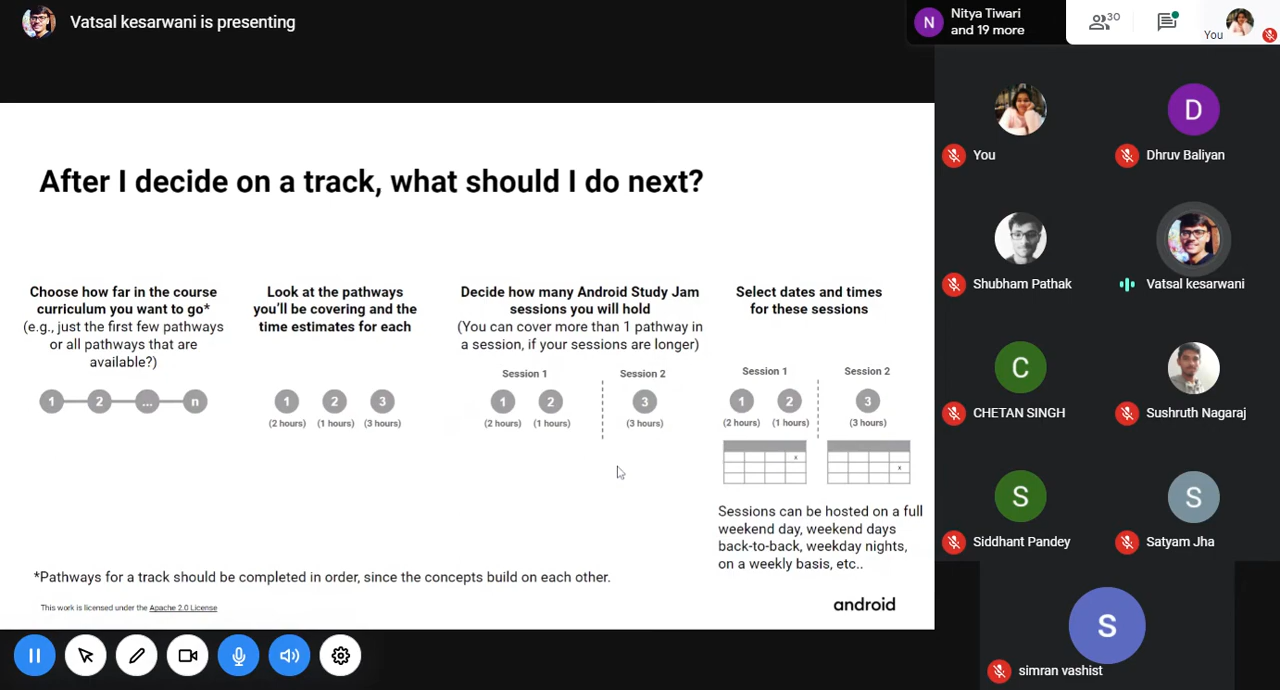 Vatsal kesarwani is presenting
N
Nitya Tiwari
and 19 more
30
You
After I decide on a track, what should I do next?
Choose how far in the course
curriculum you want to go*
(e.g., just the first few pathways
or all pathways that are
available?)
1 2 ... n
Look at the pathways
you'll be covering and the
time estimates for each
1 2 3
(2 hours) (1 hours) (3 hours)
Decide how many Android Study Jam
sessions you will hold
(You can cover more than 1 pathway in
a session, if your sessions are longer)
Session 1 Session 2
1 2 3
(2 hours) (1 hours) (3 hours)
Select dates and times
for these sessions
Session 1 Session 2
1 2 3
(2 hours) (1 hours) (3 hours)
x x
Sessions can be hosted on a full
weekend day, weekend days
back-to-back, weekday nights,
on a weekly basis, etc..
*Pathways for a track should be completed in order, since the concepts build on each other.
This work is licensed under the Apache 2.0 License
android
You
D
Dhruv Baliyan
Shubham Pathak
Vatsal kesarwani
C
CHETAN SINGH
Sushruth Nagaraj
S
Siddhant Pandey
S
Satyam Jha
S
simran vashist